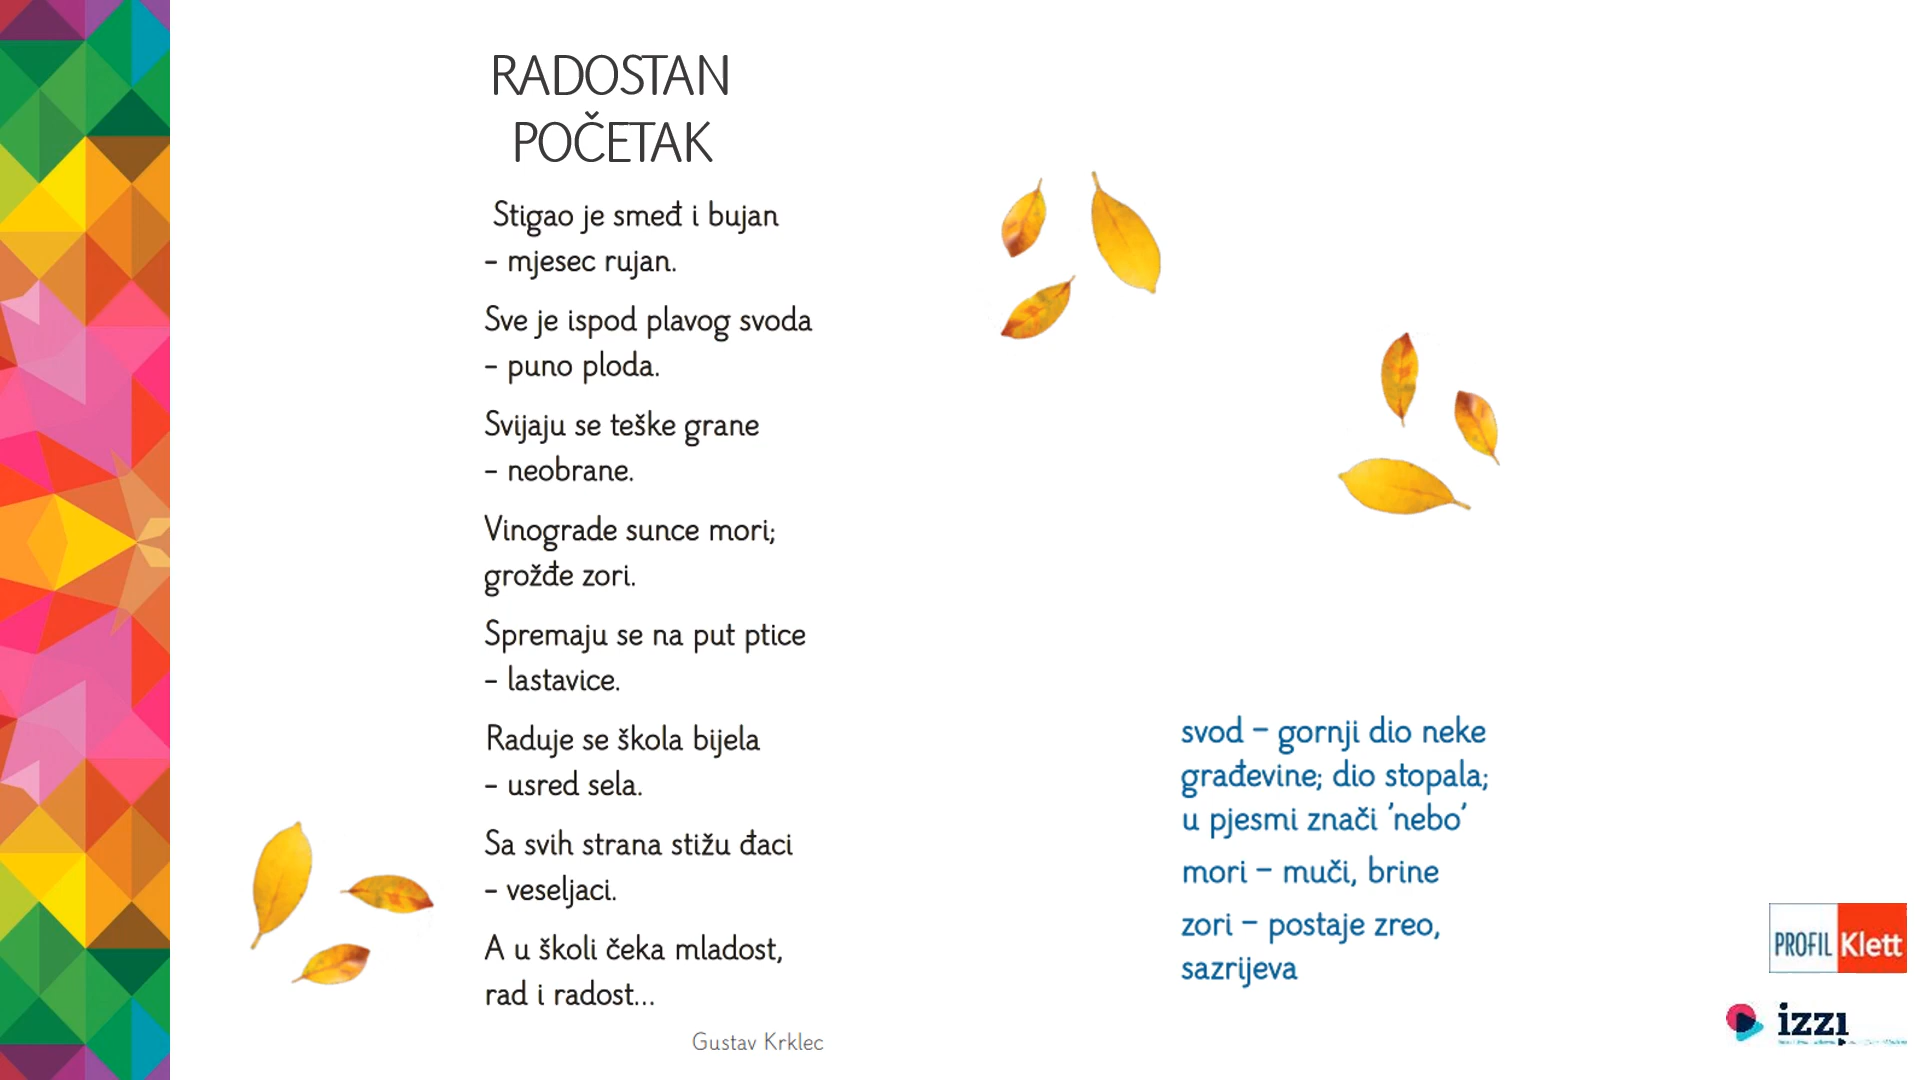 RADOSTAN
POČETAK
Stigao je smeđ i bujan
– mjesec rujan.
Sve je ispod plavog svoda
– puno ploda.
Svijaju se teške grane
– neobrane.
Vinograde sunce mori;
grožđe zori.
Spremaju se na put ptice
– lastavice.
Raduje se škola bijela
– usred sela.
Sa svih strana stižu đaci
– veseljaci.
A u školi čeka mladost,
rad i radost...
Gustav Krklec
svod – gornji dio neke
građevine; dio stopala;
u pjesmi znači ′nebo′
mori – muči, brine
zori – postaje zreo,
sazrijeva
PROFIL Klett
izzi